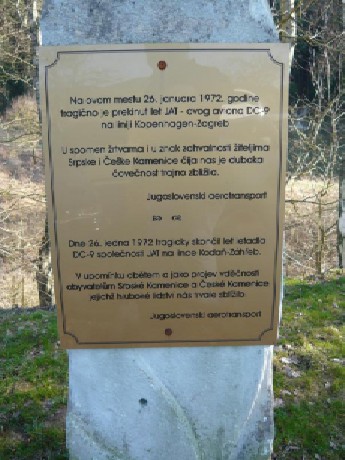 Na ovom mestu 26. januara 1972. godine
tragično je prekinut let JAT - ovog aviona DC-9
na liniji Kopenhagen-Zagreb
U spomen žrtvama i u znak zahvalnosti žiteljima
Srpske i Češke Kamenice čija nas je duboka
čovečnost trajno zbližila.
Jugoslovenski aerotransport
Dne 26. ledna 1972 tragicky skončil let letadla
DC-9 společnosti JAT na lince Kodaň-Záhřeb.
V upomínku obětem a jako projev vděčnosti
obyvatelům Srbské Kamenice a České Kamenice
jejichž hluboké lidství nás trvale sblížilo.
Jugoslovenski aerotransport